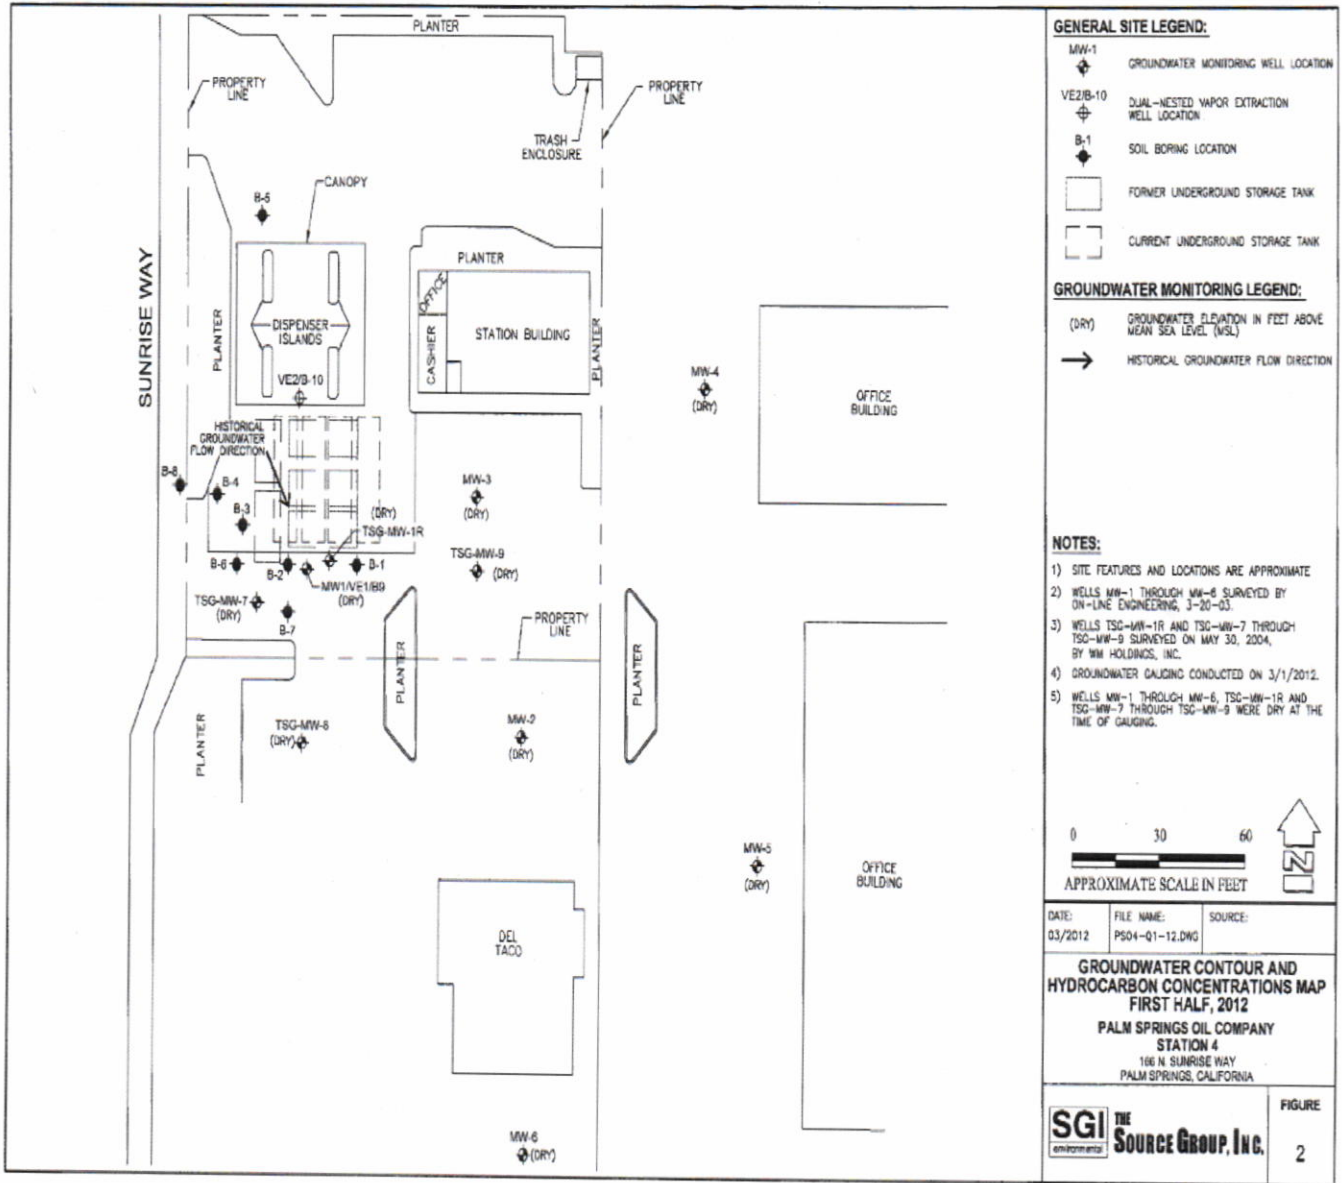 PLANTER
PROPERTY
LINE
PROPERTY
LINE
TRASH
ENCLOSURE
CANOPY
B-5
SUNRISE WAY
PLANTER
OFFICE
PLANTER
DISPENSER
ISLANDS
CASHIER
STATION BUILDING
PLANTER
VE2/B-10
MW-4
(DRY)
OFFICE
BUILDING
HISTORICAL
GROUNDWATER
FLOW DIRECTION
B-8
B-4
B-3
MW-3
(DRY)
(DRY)
TSG-MW-1R
TSG-MW-9
(DRY)
B-6
B-2
B-1
MW1/VE1/B9
(DRY)
TSG-MW-7
(DRY)
B-7
PROPERTY
LINE
PLANTER
PLANTER
PLANTER
TSG-MW-8
(DRY)
MW-2
(DRY)
MW-5
(DRY)
OFFICE
BUILDING
DEL
TACO
MW-6
(DRY)
GENERAL SITE LEGEND:
MW-1
GROUNDWATER MONITORING WELL LOCATION
VE2/B-10
DUAL-NESTED VAPOR EXTRACTION
WELL LOCATION
B-1
SOIL BORING LOCATION
FORMER UNDERGROUND STORAGE TANK
CURRENT UNDERGROUND STORAGE TANK
GROUNDWATER MONITORING LEGEND:
(DRY) GROUNDWATER ELEVATION IN FEET ABOVE
MEAN SEA LEVEL (MSL)
HISTORICAL GROUNDWATER FLOW DIRECTION
NOTES:
1) SITE FEATURES AND LOCATIONS ARE APPROXIMATE
2) WELLS MW-1 THROUGH MW-6 SURVEYED BY
ON-LINE ENGINEERING, 3-20-03.
3) WELLS TSG-MW-1R AND TSG-MW-7 THROUGH
TSG-MW-9 SURVEYED ON MAY 30, 2004,
BY WM HOLDINGS, INC.
4) GROUNDWATER GAUGING CONDUCTED ON 3/1/2012.
5) WELLS MW-1 THROUGH MW-6, TSG-MW-1R AND
TSG-MW-7 THROUGH TSG-MW-9 WERE DRY AT THE
TIME OF GAUGING.
0 30 60
APPROXIMATE SCALE IN FEET
N
DATE: FILE NAME: SOURCE:
03/2012 PS04-Q1-12.DWG
GROUNDWATER CONTOUR AND
HYDROCARBON CONCENTRATIONS MAP
FIRST HALF, 2012
PALM SPRINGS OIL COMPANY
STATION 4
166 N. SUNRISE WAY
PALM SPRINGS, CALIFORNIA
SGI
environmental
THE
SOURCE GROUP, INC.
FIGURE
2